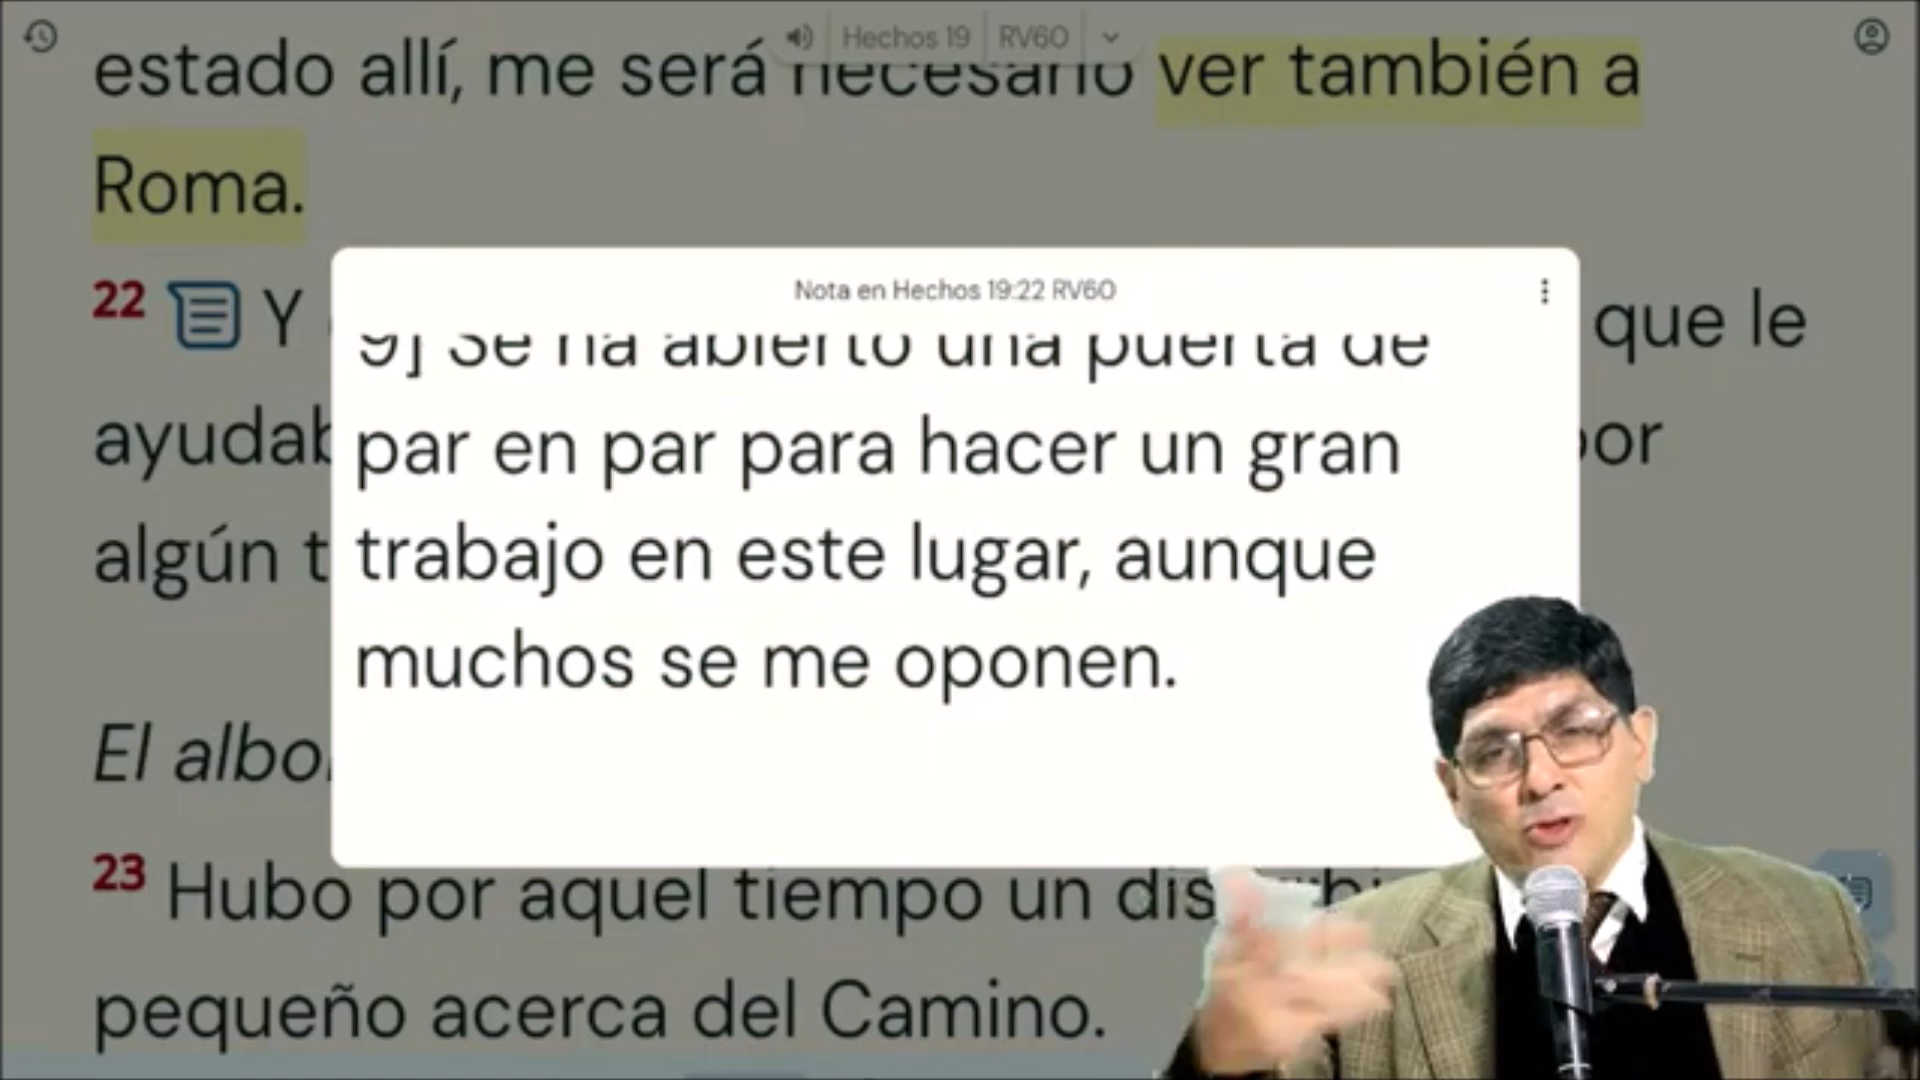 Hechos 19 RV60
estado allí, me será necesario ver también a
Roma.
22 Y que le
ayudab por
algún t
Nota en Hechos 19:22 RV60
9] Se ha abierto una puerta de
par en par para hacer un gran
trabajo en este lugar, aunque
muchos se me oponen.
El albo
23 Hubo por aquel tiempo un dis
pequeño acerca del Camino.